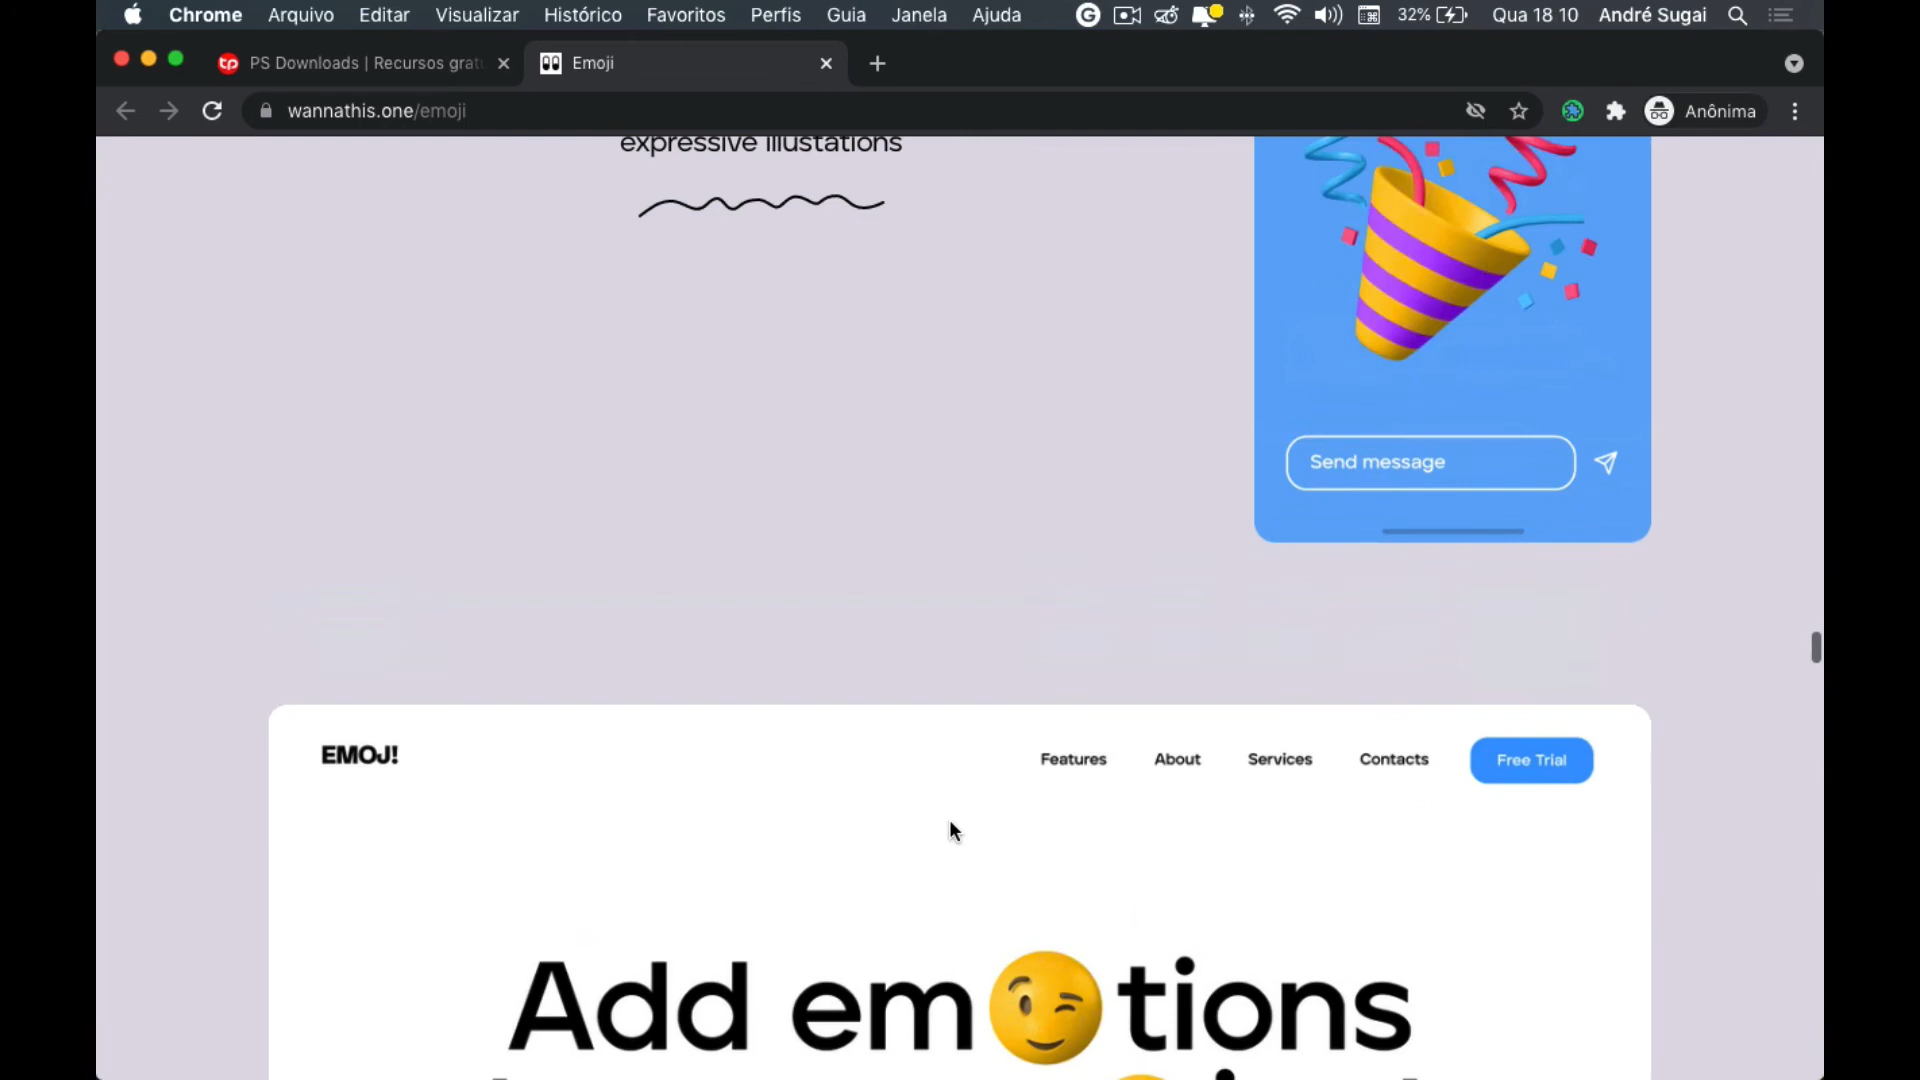 Chrome Arquivo Editar Visualizar Histórico Favoritos Perfis Guia Janela Ajuda G 32% Qua 18 10 André Sugai
tp PS Downloads | Recursos grat Emoji
wannathis.one/emoji Anônima
expressive illustations
Send message
EMOJ! Features About Services Contacts Free Trial
Add em😉tions